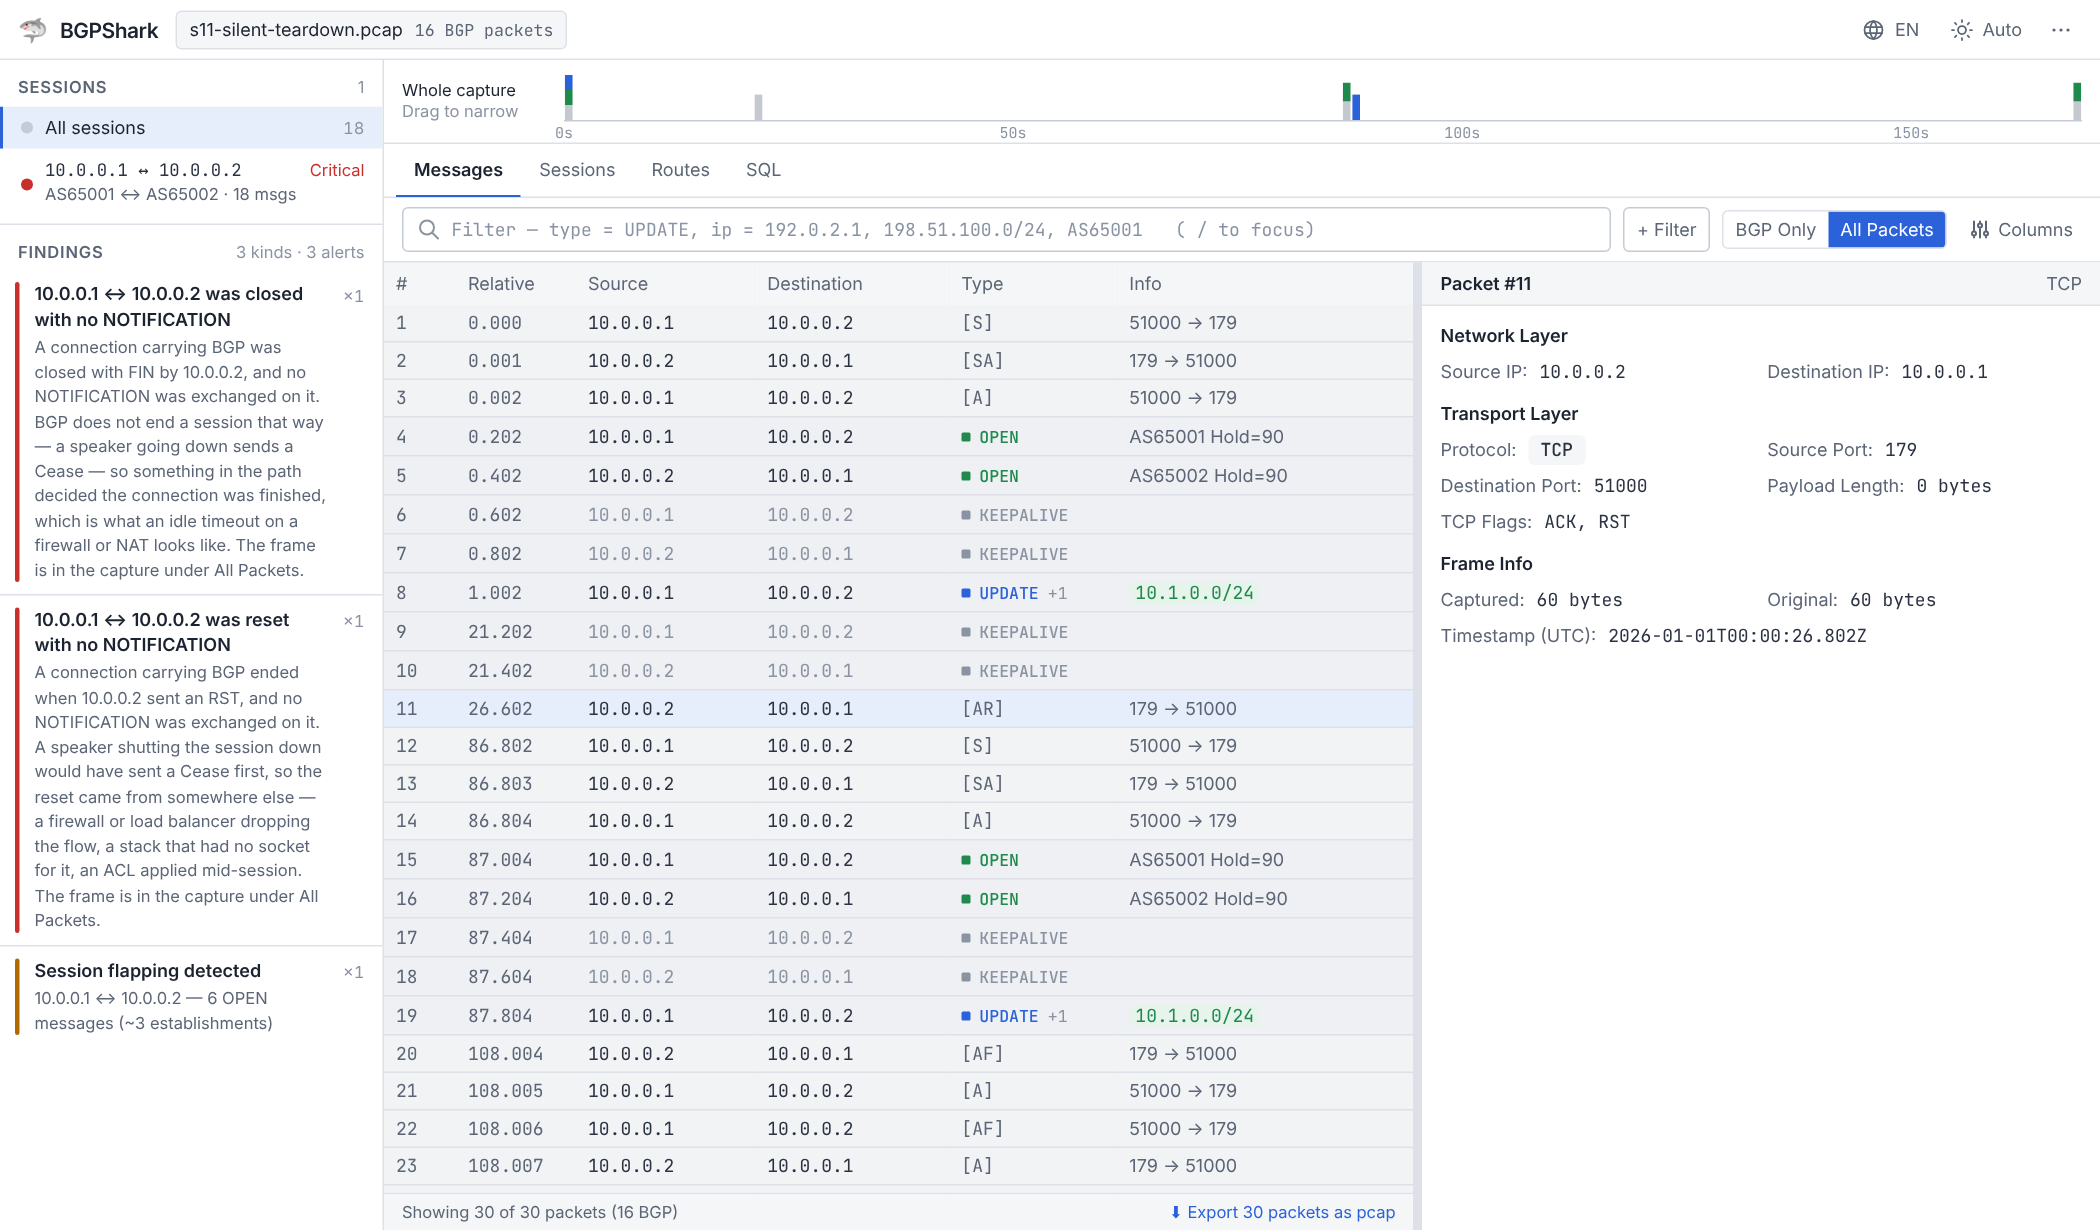 BGPShark
s11-silent-teardown.pcap 16 BGP packets
EN
Auto
SESSIONS 1
All sessions 18
10.0.0.1 ↔ 10.0.0.2 Critical
AS65001 ↔ AS65002 · 18 msgs
FINDINGS 3 kinds · 3 alerts
10.0.0.1 ↔ 10.0.0.2 was closed ×1
with no NOTIFICATION
A connection carrying BGP was
closed with FIN by 10.0.0.2, and no
NOTIFICATION was exchanged on it.
BGP does not end a session that way
— a speaker going down sends a
Cease — so something in the path
decided the connection was finished,
which is what an idle timeout on a
firewall or NAT looks like. The frame
is in the capture under All Packets.
10.0.0.1 ↔ 10.0.0.2 was reset ×1
with no NOTIFICATION
A connection carrying BGP ended
when 10.0.0.2 sent an RST, and no
NOTIFICATION was exchanged on it.
A speaker shutting the session down
would have sent a Cease first, so the
reset came from somewhere else —
a firewall or load balancer dropping
the flow, a stack that had no socket
for it, an ACL applied mid-session.
The frame is in the capture under All
Packets.
Session flapping detected ×1
10.0.0.1 ↔ 10.0.0.2 — 6 OPEN
messages (~3 establishments)
Whole capture
Drag to narrow
0s 50s 100s 150s
Messages Sessions Routes SQL
Filter — type = UPDATE, ip = 192.0.2.1, 198.51.100.0/24, AS65001 ( / to focus)
+ Filter
BGP Only All Packets
Columns
# Relative Source Destination Type Info
1 0.000 10.0.0.1 10.0.0.2 [S] 51000 → 179
2 0.001 10.0.0.2 10.0.0.1 [SA] 179 → 51000
3 0.002 10.0.0.1 10.0.0.2 [A] 51000 → 179
4 0.202 10.0.0.1 10.0.0.2 OPEN AS65001 Hold=90
5 0.402 10.0.0.2 10.0.0.1 OPEN AS65002 Hold=90
6 0.602 10.0.0.1 10.0.0.2 KEEPALIVE
7 0.802 10.0.0.2 10.0.0.1 KEEPALIVE
8 1.002 10.0.0.1 10.0.0.2 UPDATE +1 10.1.0.0/24
9 21.202 10.0.0.1 10.0.0.2 KEEPALIVE
10 21.402 10.0.0.2 10.0.0.1 KEEPALIVE
11 26.602 10.0.0.2 10.0.0.1 [AR] 179 → 51000
12 86.802 10.0.0.1 10.0.0.2 [S] 51000 → 179
13 86.803 10.0.0.2 10.0.0.1 [SA] 179 → 51000
14 86.804 10.0.0.1 10.0.0.2 [A] 51000 → 179
15 87.004 10.0.0.1 10.0.0.2 OPEN AS65001 Hold=90
16 87.204 10.0.0.2 10.0.0.1 OPEN AS65002 Hold=90
17 87.404 10.0.0.1 10.0.0.2 KEEPALIVE
18 87.604 10.0.0.2 10.0.0.1 KEEPALIVE
19 87.804 10.0.0.1 10.0.0.2 UPDATE +1 10.1.0.0/24
20 108.004 10.0.0.2 10.0.0.1 [AF] 179 → 51000
21 108.005 10.0.0.1 10.0.0.2 [A] 51000 → 179
22 108.006 10.0.0.1 10.0.0.2 [AF] 51000 → 179
23 108.007 10.0.0.2 10.0.0.1 [A] 179 → 51000
Showing 30 of 30 packets (16 BGP)
⬇ Export 30 packets as pcap
Packet #11 TCP
Network Layer
Source IP: 10.0.0.2 Destination IP: 10.0.0.1
Transport Layer
Protocol: TCP Source Port: 179
Destination Port: 51000 Payload Length: 0 bytes
TCP Flags: ACK, RST
Frame Info
Captured: 60 bytes Original: 60 bytes
Timestamp (UTC): 2026-01-01T00:00:26.802Z